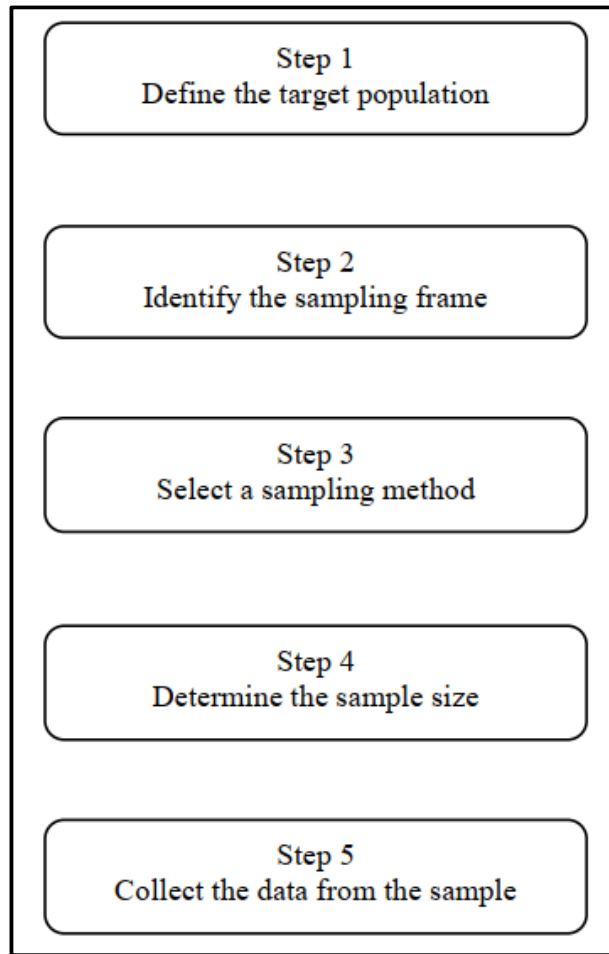 Step 1
Define the target population
Step 2
Identify the sampling frame
Step 3
Select a sampling method
Step 4
Determine the sample size
Step 5
Collect the data from the sample